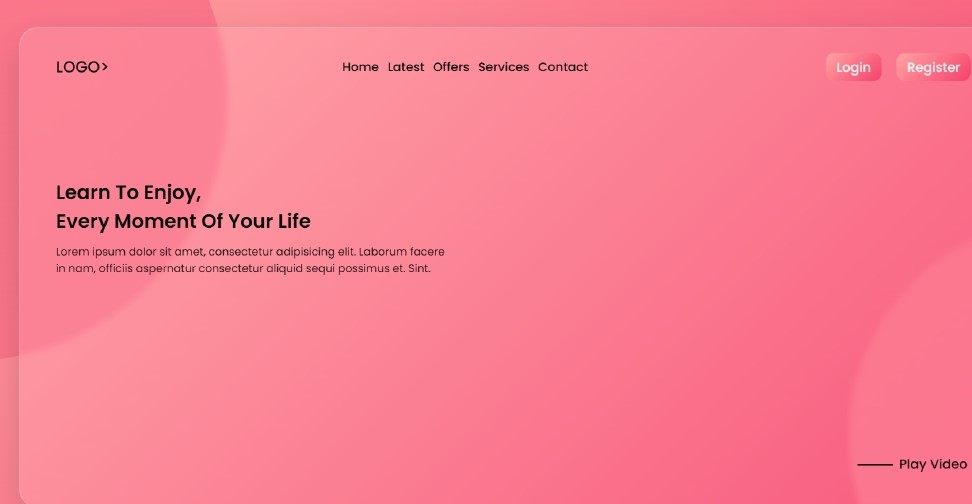 LOGO>
Home Latest Offers Services Contact
Login Register
Learn To Enjoy,
Every Moment Of Your Life
Lorem ipsum dolor sit amet, consectetur adipisicing elit. Laborum facere
in nam, officiis aspernatur consectetur aliquid sequi possimus et. Sint.
Play Video